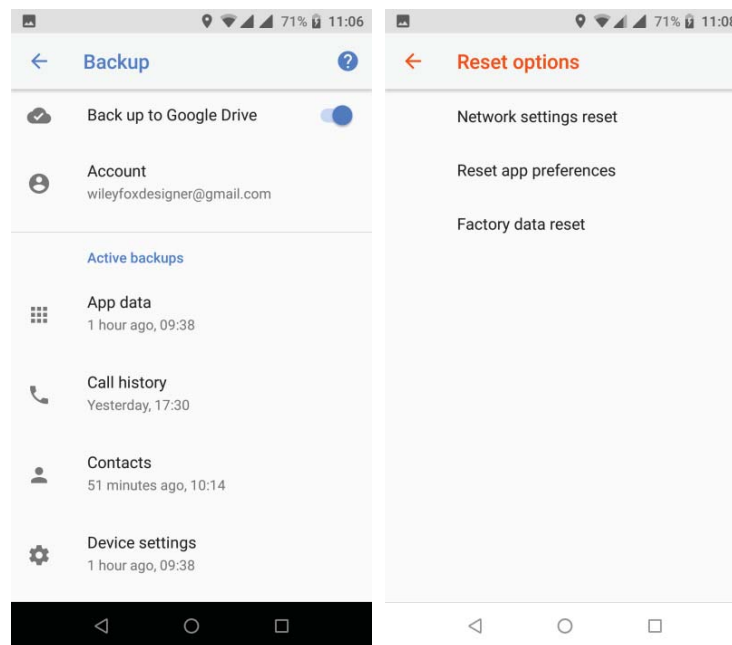 71% 11:06
Backup
Back up to Google Drive
Account
wileyfoxdesigner@gmail.com
Active backups
App data
1 hour ago, 09:38
Call history
Yesterday, 17:30
Contacts
51 minutes ago, 10:14
Device settings
1 hour ago, 09:38
71% 11:08
Reset options
Network settings reset
Reset app preferences
Factory data reset